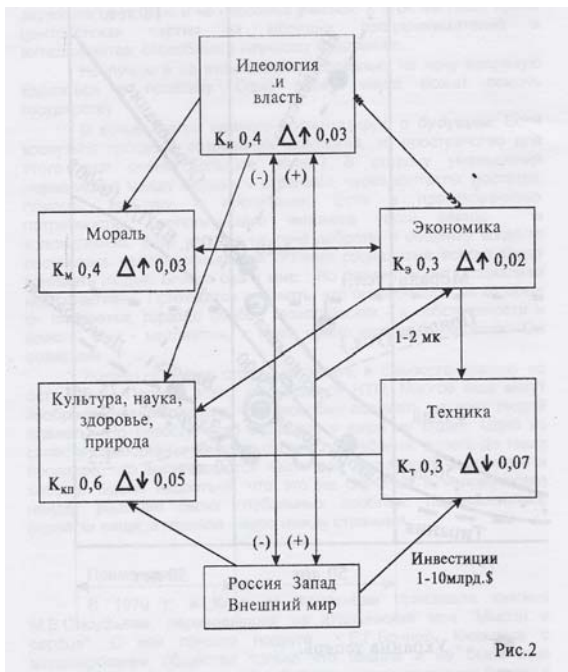 Идеология
и
власть
Kи 0,4 Δ↑ 0,03
(-) (+)
Мораль
Kм 0,4 Δ↑ 0,03
Экономика
Kэ 0,3 Δ↑ 0,02
1-2 мк
Культура, наука,
здоровье,
природа
Kкп 0,6 Δ↓ 0,05
Техника
Kт 0,3 Δ↓ 0,07
(-) (+)
Инвестиции
1-10млрд.$
Россия Запад
Внешний мир
Рис.2